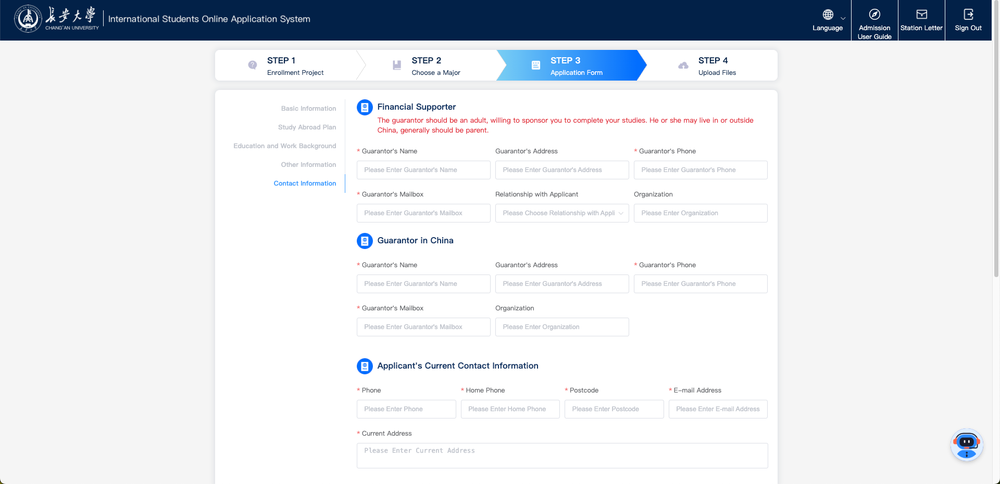 长安大学
CHANG'AN UNIVERSITY
International Students Online Application System
Language
Admission
User Guide
Station Letter
Sign Out
STEP 1
Enrollment Project
STEP 2
Choose a Major
STEP 3
Application Form
STEP 4
Upload Files
Basic Information
Study Abroad Plan
Education and Work Background
Other Information
Contact Information
Financial Supporter
The guarantor should be an adult, willing to sponsor you to complete your studies. He or she may live in or outside
China, generally should be parent.
* Guarantor's Name Guarantor's Address * Guarantor's Phone
Please Enter Guarantor's Name Please Enter Guarantor's Address Please Enter Guarantor's Phone
* Guarantor's Mailbox Relationship with Applicant Organization
Please Enter Guarantor's Mailbox Please Choose Relationship with Appli Please Enter Organization
Guarantor in China
* Guarantor's Name Guarantor's Address * Guarantor's Phone
Please Enter Guarantor's Name Please Enter Guarantor's Address Please Enter Guarantor's Phone
* Guarantor's Mailbox Organization
Please Enter Guarantor's Mailbox Please Enter Organization
Applicant's Current Contact Information
* Phone * Home Phone * Postcode * E-mail Address
Please Enter Phone Please Enter Home Phone Please Enter Postcode Please Enter E-mail Address
* Current Address
Please Enter Current Address